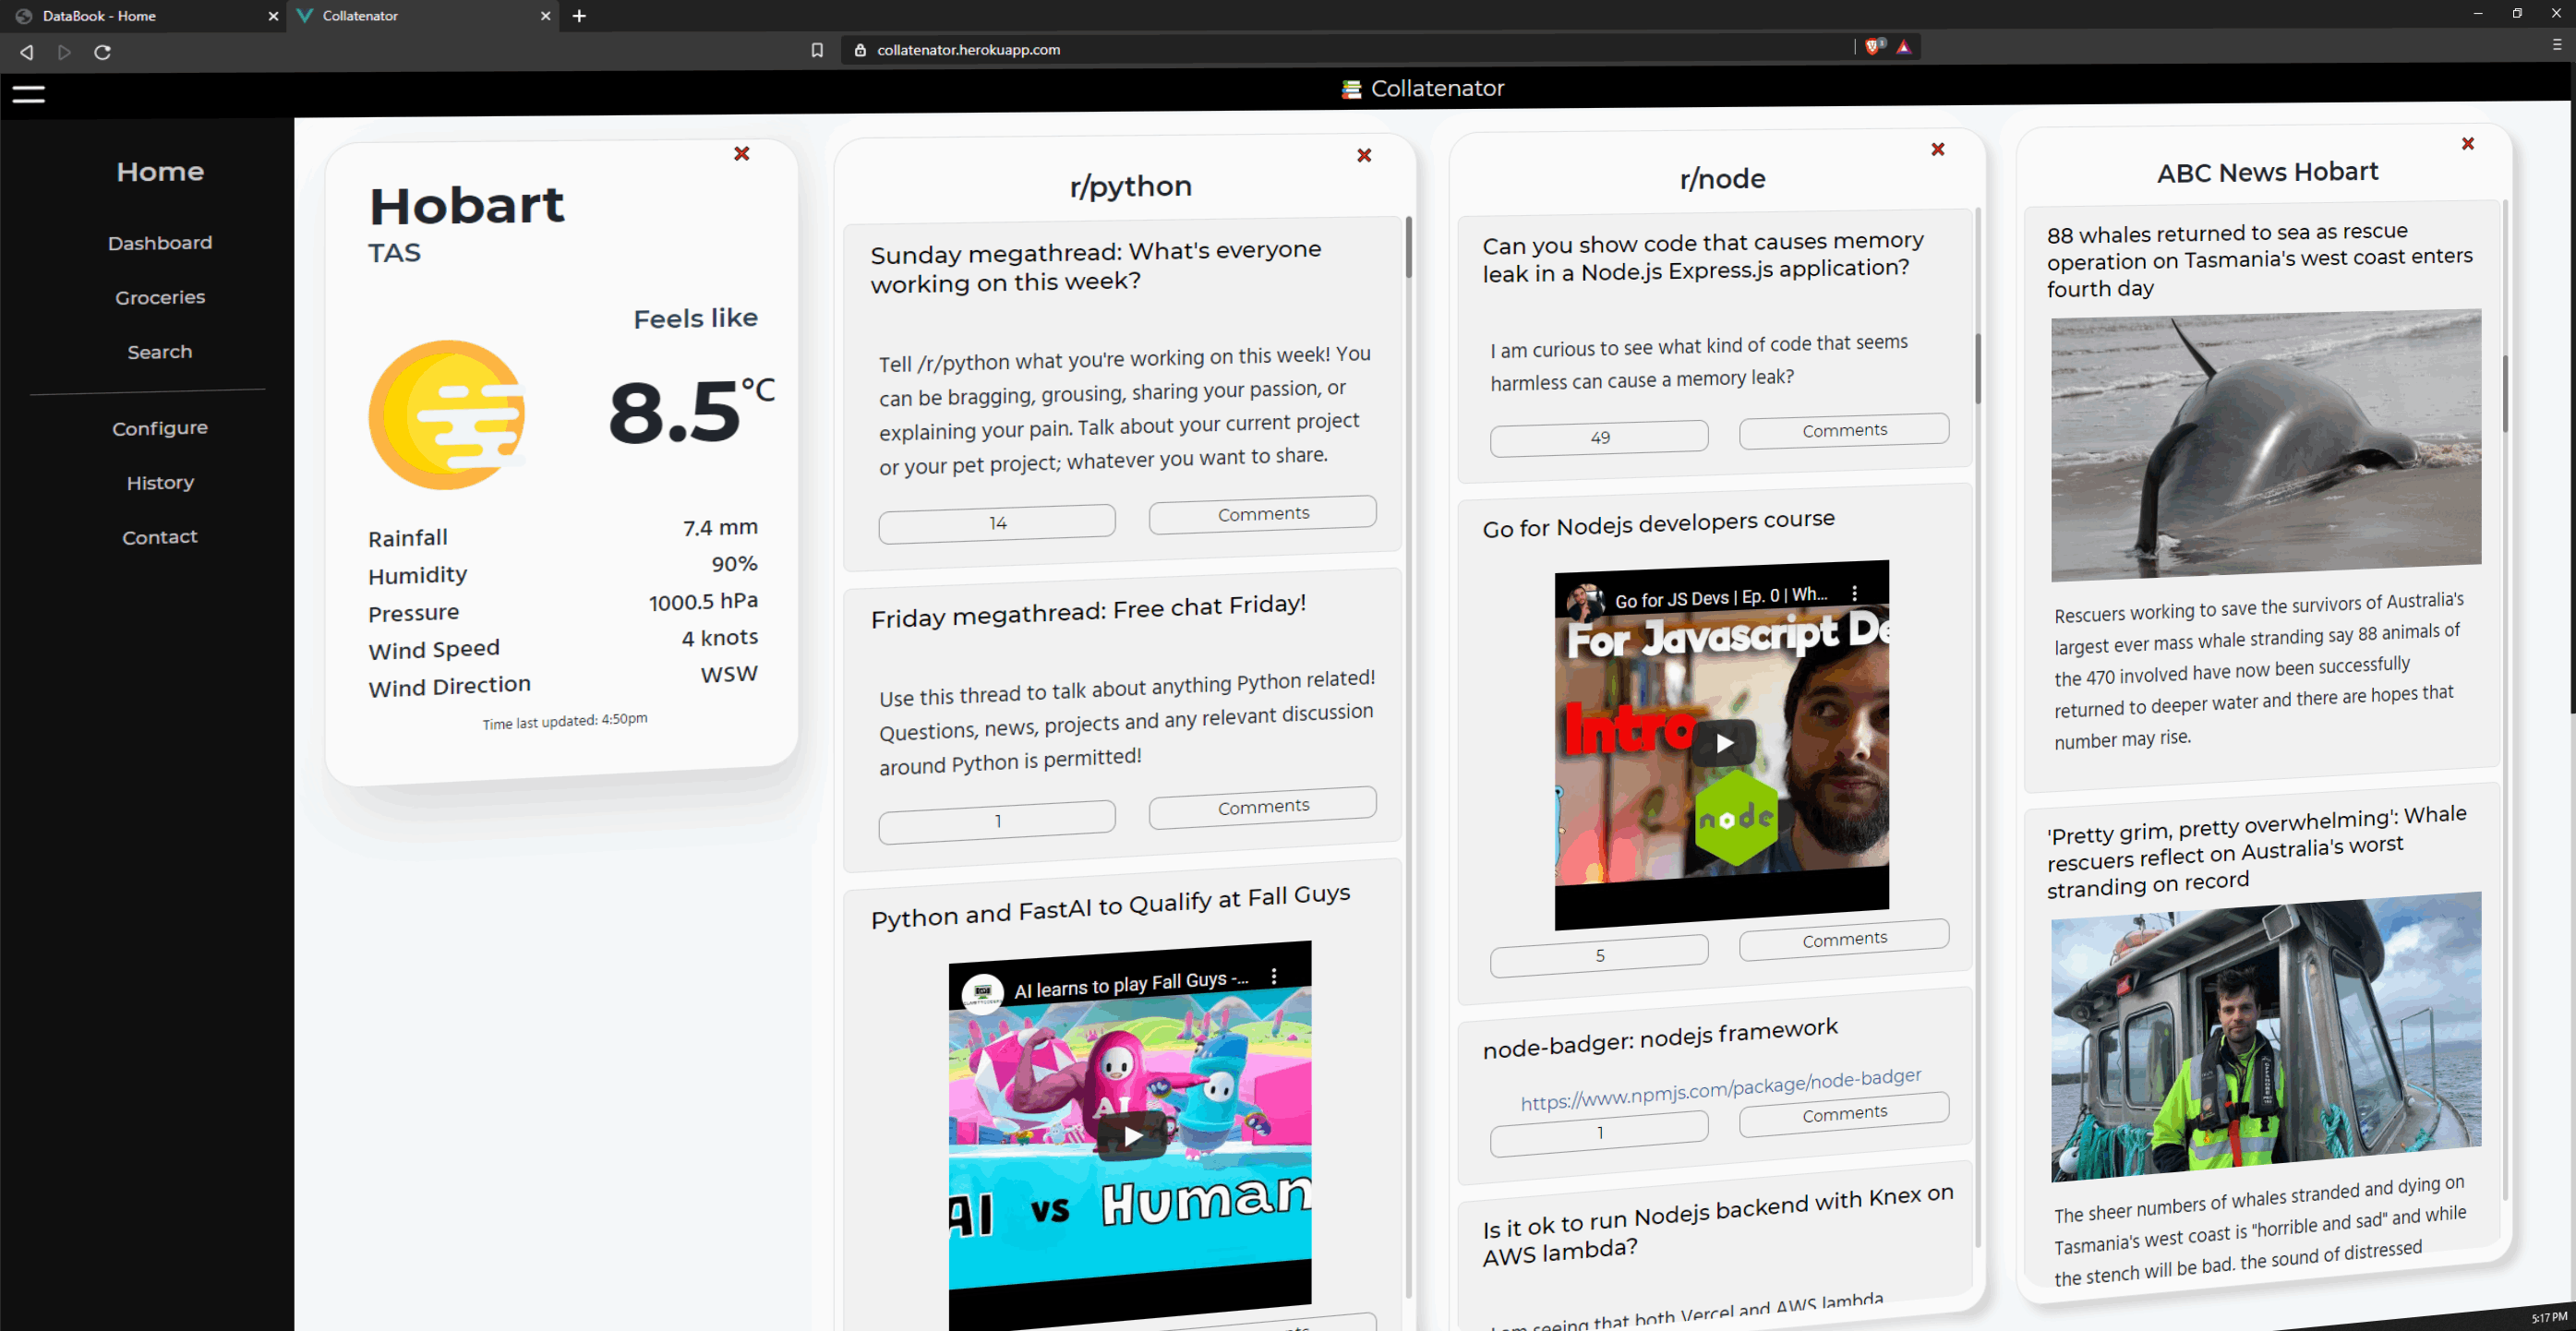 DataBook - Home
Collatenator
collatenator.herokuapp.com
Collatenator
Home
Dashboard
Groceries
Search
Configure
History
Contact
Hobart
TAS
Feels like
8.5°C
Rainfall 7.4 mm
Humidity 90%
Pressure 1000.5 hPa
Wind Speed 4 knots
Wind Direction WSW
Time last updated: 4:50pm
r/python
Sunday megathread: What's everyone
working on this week?
Tell /r/python what you're working on this week! You
can be bragging, grousing, sharing your passion, or
explaining your pain. Talk about your current project
or your pet project; whatever you want to share.
14 Comments
Friday megathread: Free chat Friday!
Use this thread to talk about anything Python related!
Questions, news, projects and any relevant discussion
around Python is permitted!
1 Comments
Python and FastAI to Qualify at Fall Guys
AI learns to play Fall Guys -...
AI
AI vs Human
r/node
Can you show code that causes memory
leak in a Node.js Express.js application?
I am curious to see what kind of code that seems
harmless can cause a memory leak?
49 Comments
Go for Nodejs developers course
Go for JS Devs | Ep. 0 | Wh...
For Javascript De
Intro
node
5 Comments
node-badger: nodejs framework
https://www.npmjs.com/package/node-badger
1 Comments
Is it ok to run Nodejs backend with Knex on
AWS lambda?
I am seeing that both Vercel and AWS lambda
ABC News Hobart
88 whales returned to sea as rescue
operation on Tasmania's west coast enters
fourth day
Rescuers working to save the survivors of Australia's
largest ever mass whale stranding say 88 animals of
the 470 involved have now been successfully
returned to deeper water and there are hopes that
number may rise.
'Pretty grim, pretty overwhelming': Whale
rescuers reflect on Australia's worst
stranding on record
The sheer numbers of whales stranded and dying on
Tasmania's west coast is "horrible and sad" and while
the stench will be bad. the sound of distressed
5:17 PM